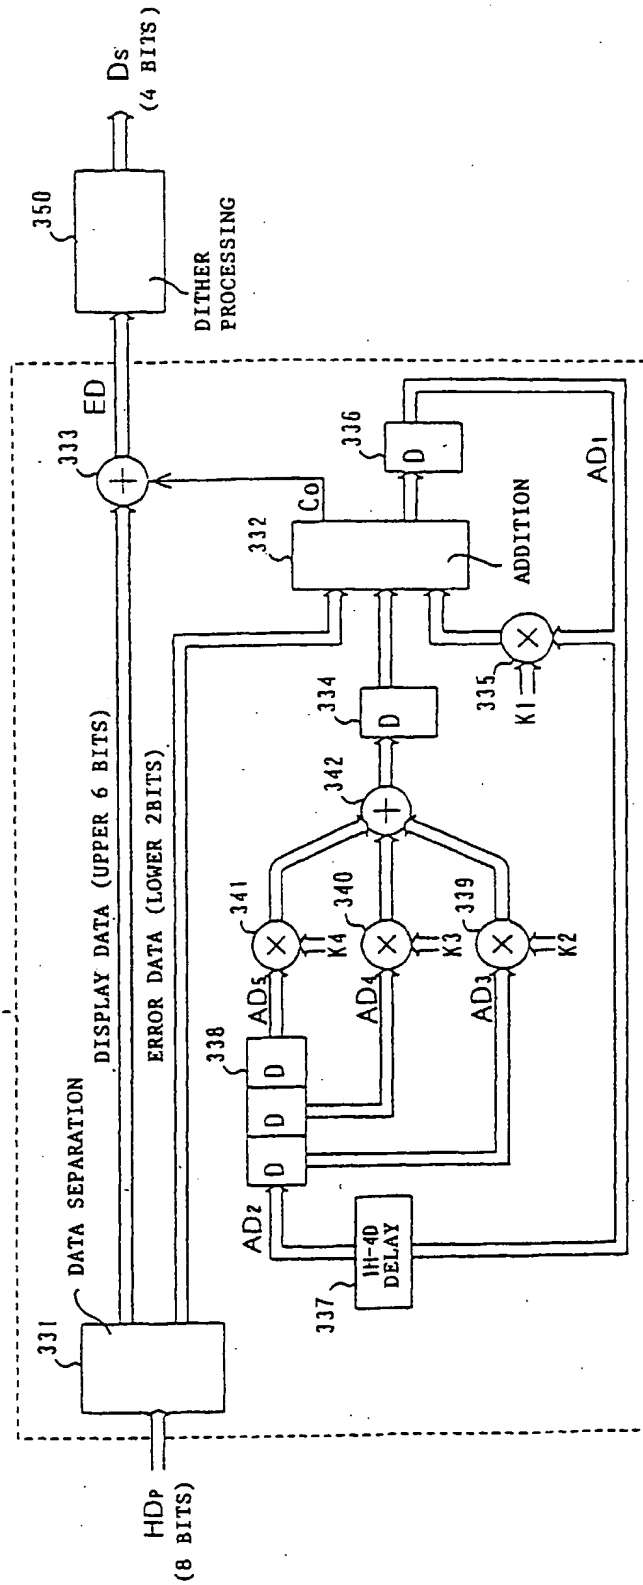 HDP
(8 BITS)
331
DATA SEPARATION
DISPLAY DATA (UPPER 6 BITS)
ERROR DATA (LOWER 2BITS)
333
ED
350
DITHER
PROCESSING
Ds
(4 BITS)
337
1H-4D
DELAY
AD2
338
D
D
D
AD5
AD4
AD3
341
K4
340
K3
339
K2
342
334
D
332
Co
ADDITION
335
K1
336
D
AD1